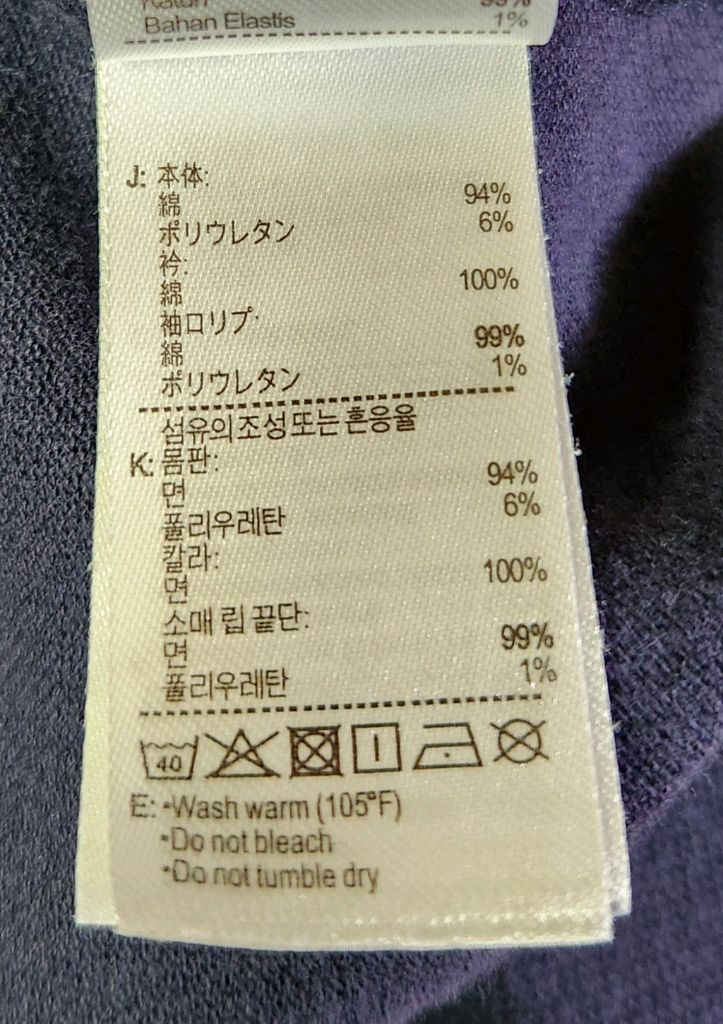 Katun 99%
Bahan Elastis 1%
J: 本体:
綿 94%
ポリウレタン 6%
衿:
綿 100%
袖口リブ:
綿 99%
ポリウレタン 1%
섬유의 조성 또는 혼용율
K: 몸판:
면 94%
폴리우레탄 6%
칼라:
면 100%
소매 립 끝단:
면 99%
폴리우레탄 1%
40
E: •Wash warm (105°F)
•Do not bleach
•Do not tumble dry